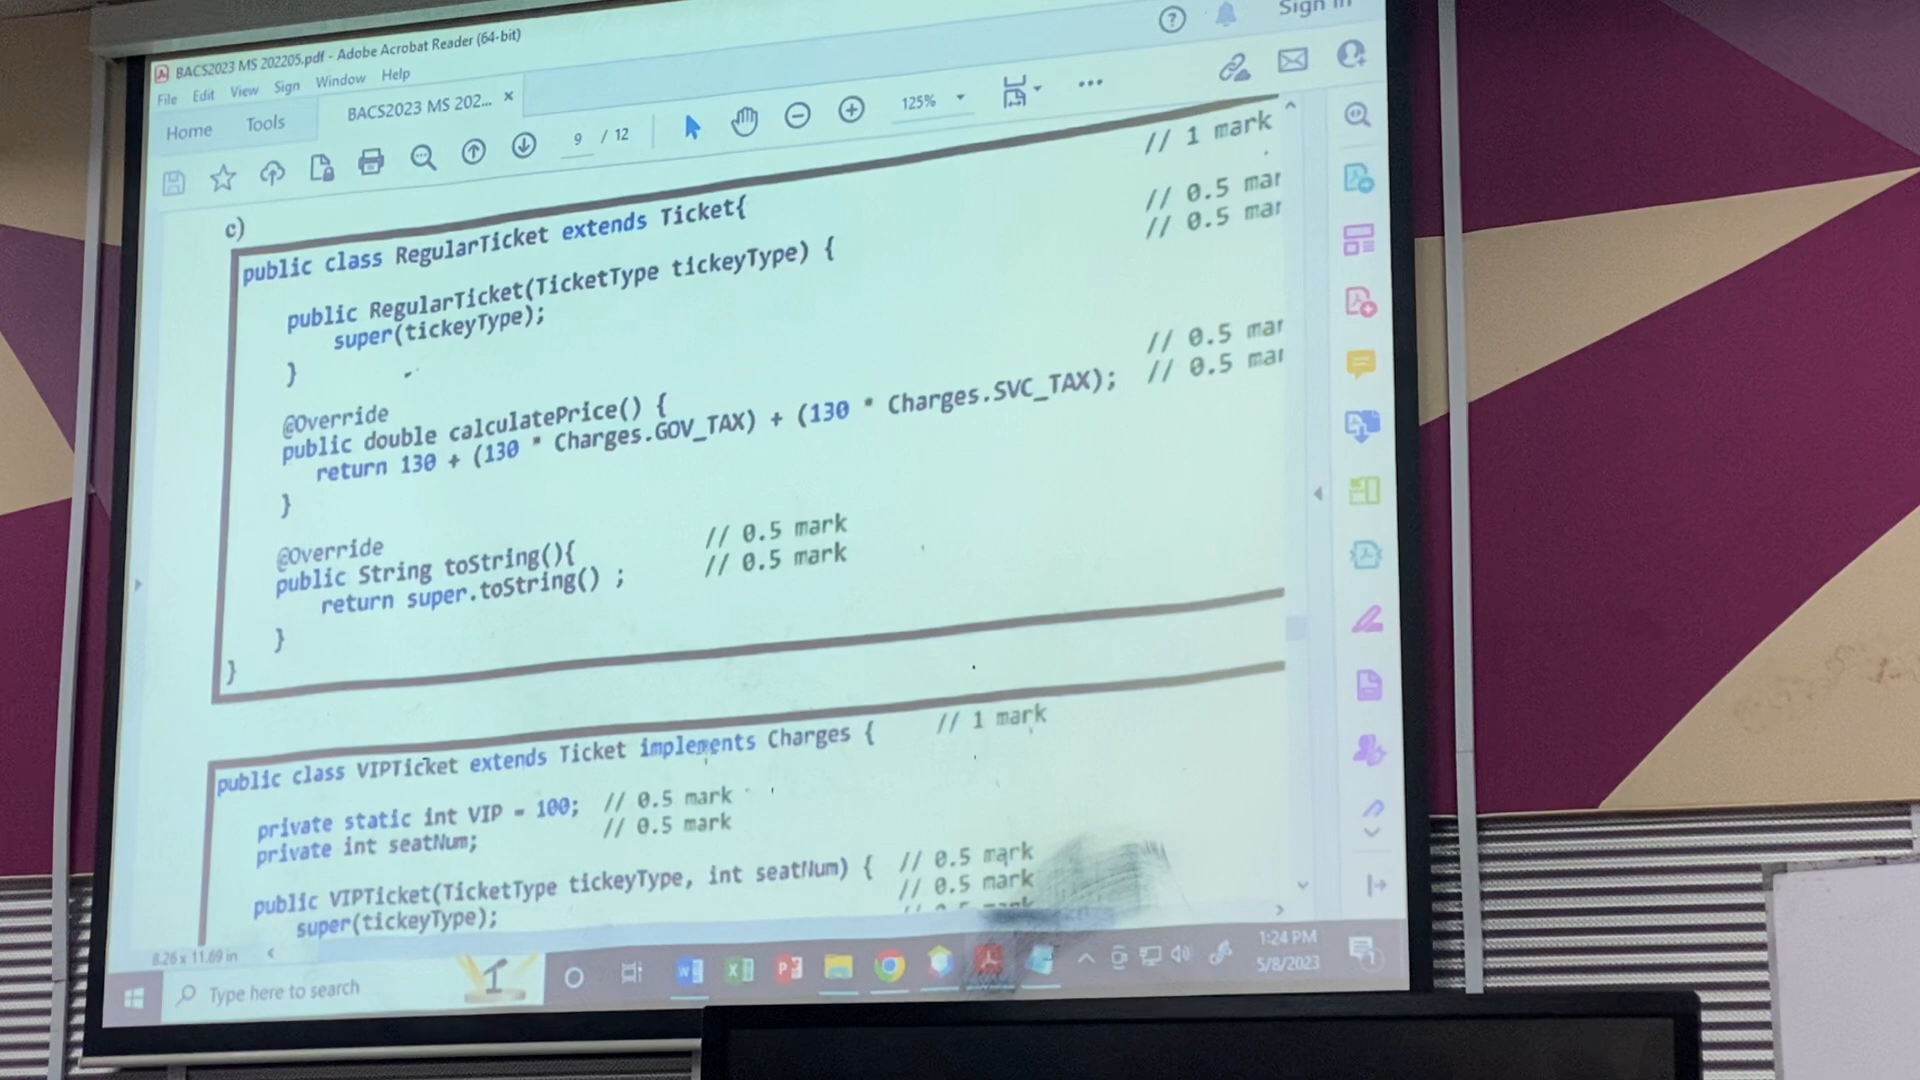 BACS2023 MS 202205.pdf - Adobe Acrobat Reader (64-bit)
File Edit View Sign Window Help
Sign In
Home Tools BACS2023 MS 202... ×
9 / 12 125%
// 1 mark
c)
public class RegularTicket extends Ticket{
// 0.5 mar
public RegularTicket(TicketType tickeyType) { // 0.5 mar
super(tickeyType);
}
@Override
public double calculatePrice() { // 0.5 mar
return 130 + (130 * Charges.GOV_TAX) + (130 * Charges.SVC_TAX); // 0.5 mar
}
@Override
public String toString(){ // 0.5 mark
return super.toString() ; // 0.5 mark
}
}
public class VIPTicket extends Ticket implements Charges { // 1 mark
private static int VIP = 100; // 0.5 mark
private int seatNum; // 0.5 mark
public VIPTicket(TicketType tickeyType, int seatNum) { // 0.5 mark
super(tickeyType); // 0.5 mark
8.26 x 11.69 in
Type here to search
1:24 PM
5/8/2023